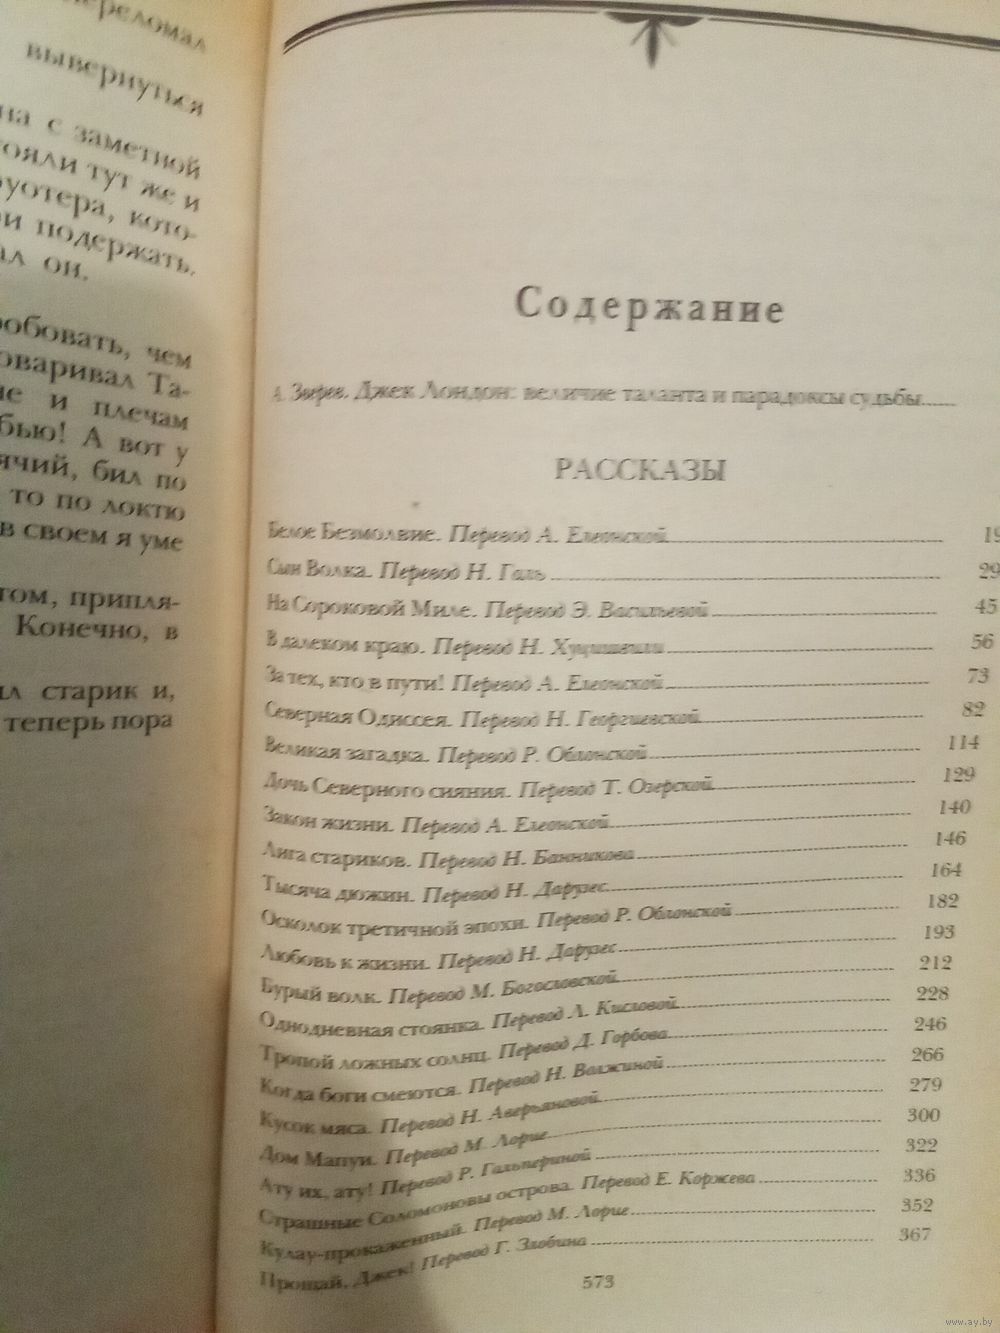 переломал
вывернуться
на с заметной
тояли тут же и
уотера, кото-
и подержать.
ал он.
обовать, чем
оваривал Та-
е и плечам
бью! А вот у
ячий, бил по
то по локтю
в своем я уме
том, припля-
Конечно, в
л старик и,
теперь пора
Содержание
А. Зверев. Джек Лондон: величие таланта и парадоксы судьбы
РАССКАЗЫ
Белое Безмолвие. Перевод А. Елеонской 19
Сын Волка. Перевод Н. Галь 29
На Сороковой Миле. Перевод Э. Васильевой 45
В далеком краю. Перевод Н. Хуцишвили 56
За тех, кто в пути! Перевод А. Елеонской 73
Северная Одиссея. Перевод Н. Георгиевской 82
Великая загадка. Перевод Р. Облонской 114
Дочь Северного сияния. Перевод Т. Озерской 129
Закон жизни. Перевод А. Елеонской 140
Лига стариков. Перевод Н. Банникова 146
Тысяча дюжин. Перевод Н. Дарузес 164
Осколок третичной эпохи. Перевод Р. Облонской 182
Любовь к жизни. Перевод Н. Дарузес 193
Бурый волк. Перевод М. Богословской 212
Однодневная стоянка. Перевод Л. Кисловой 228
Тропой ложных солнц. Перевод Д. Горбова 246
Когда боги смеются. Перевод Н. Волжиной 266
Кусок мяса. Перевод Н. Аверьяновой 279
Дом Мапуи. Перевод М. Лорие 300
Ату их, ату! Перевод Р. Гальпериной 322
Страшные Соломоновы острова. Перевод Е. Коржева 336
Кулау-прокаженный. Перевод М. Лорие 352
Прощай, Джек! Перевод Г. Злобина 367
573
www.ay.by